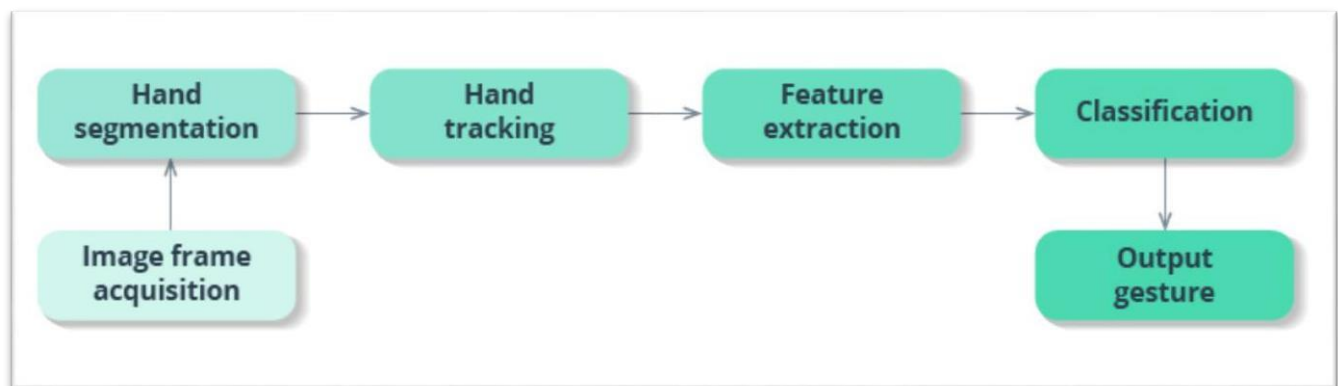 Hand
segmentation
Hand
tracking
Feature
extraction
Classification
Image frame
acquisition
Output
gesture